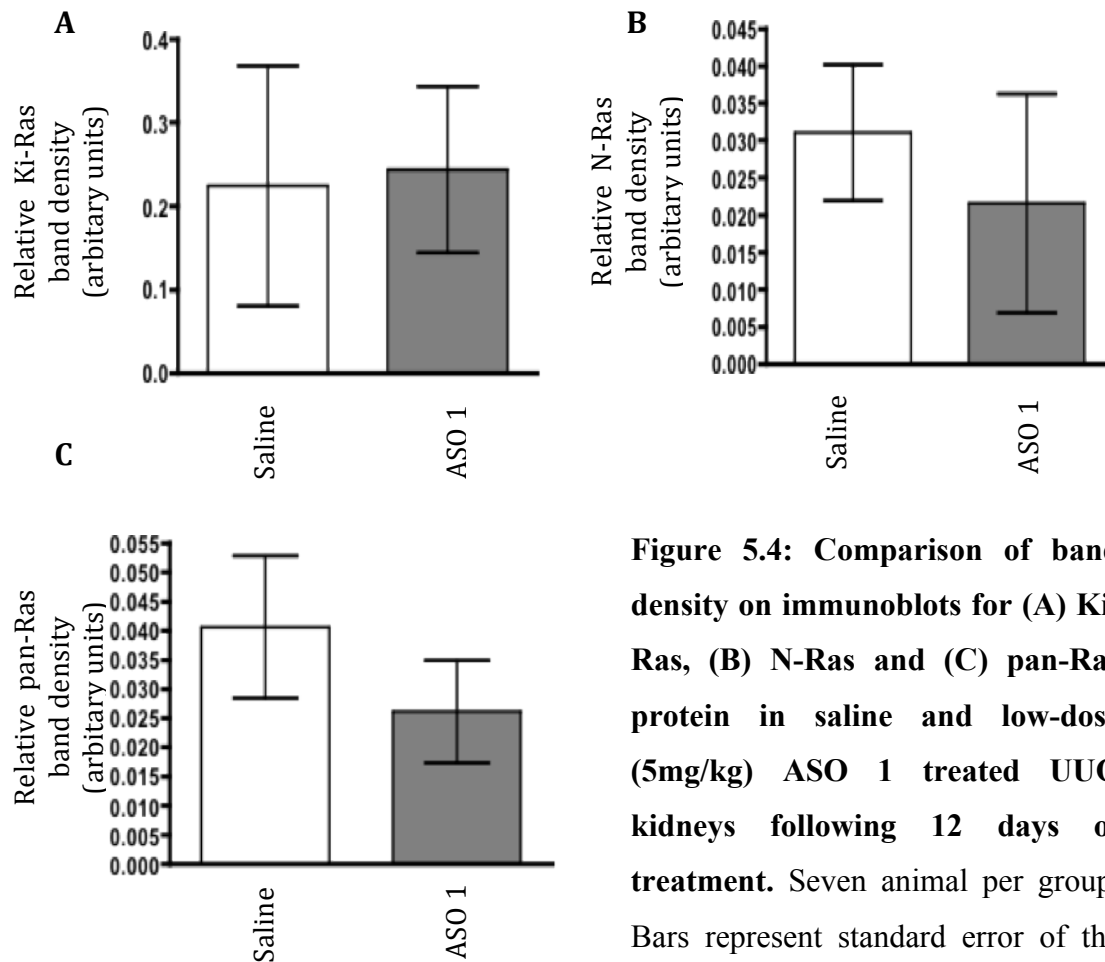 A
Relative Ki-Ras
band density
(arbitary units)
0.4
0.3
0.2
0.1
0.0
Saline
ASO 1
B
Relative N-Ras
band density
(arbitary units)
0.045
0.040
0.035
0.030
0.025
0.020
0.015
0.010
0.005
0.000
Saline
ASO 1
C
Relative pan-Ras
band density
(arbitary units)
0.055
0.050
0.045
0.040
0.035
0.030
0.025
0.020
0.015
0.010
0.005
0.000
Saline
ASO 1
Figure 5.4: Comparison of band
density on immunoblots for (A) Ki
Ras, (B) N-Ras and (C) pan-Ra
protein in saline and low-dos
(5mg/kg) ASO 1 treated UUO
kidneys following 12 days o
treatment. Seven animal per group
Bars represent standard error of th